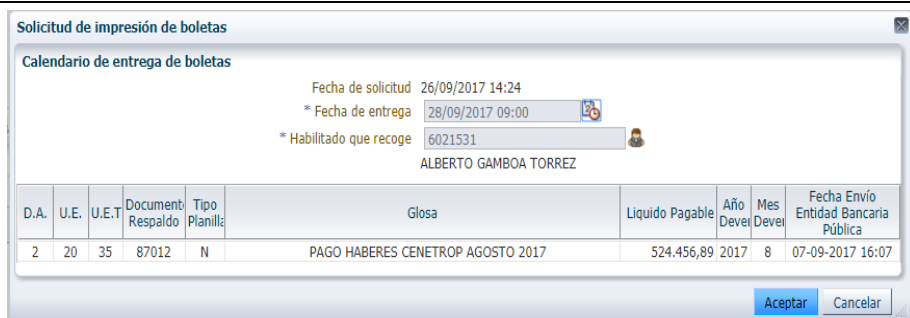 Solicitud de impresión de boletas
Calendario de entrega de boletas
Fecha de solicitud 26/09/2017 14:24
* Fecha de entrega 28/09/2017 09:00
* Habilitado que recoge 6021531
ALBERTO GAMBOA TORREZ
D.A. U.E. U.E.T Document Respaldo Tipo Planilla Glosa Liquido Pagable Año Dever Mes Dever Fecha Envío Entidad Bancaria Pública
2 20 35 87012 N PAGO HABERES CENETROP AGOSTO 2017 524.456,89 2017 8 07-09-2017 16:07
Aceptar Cancelar